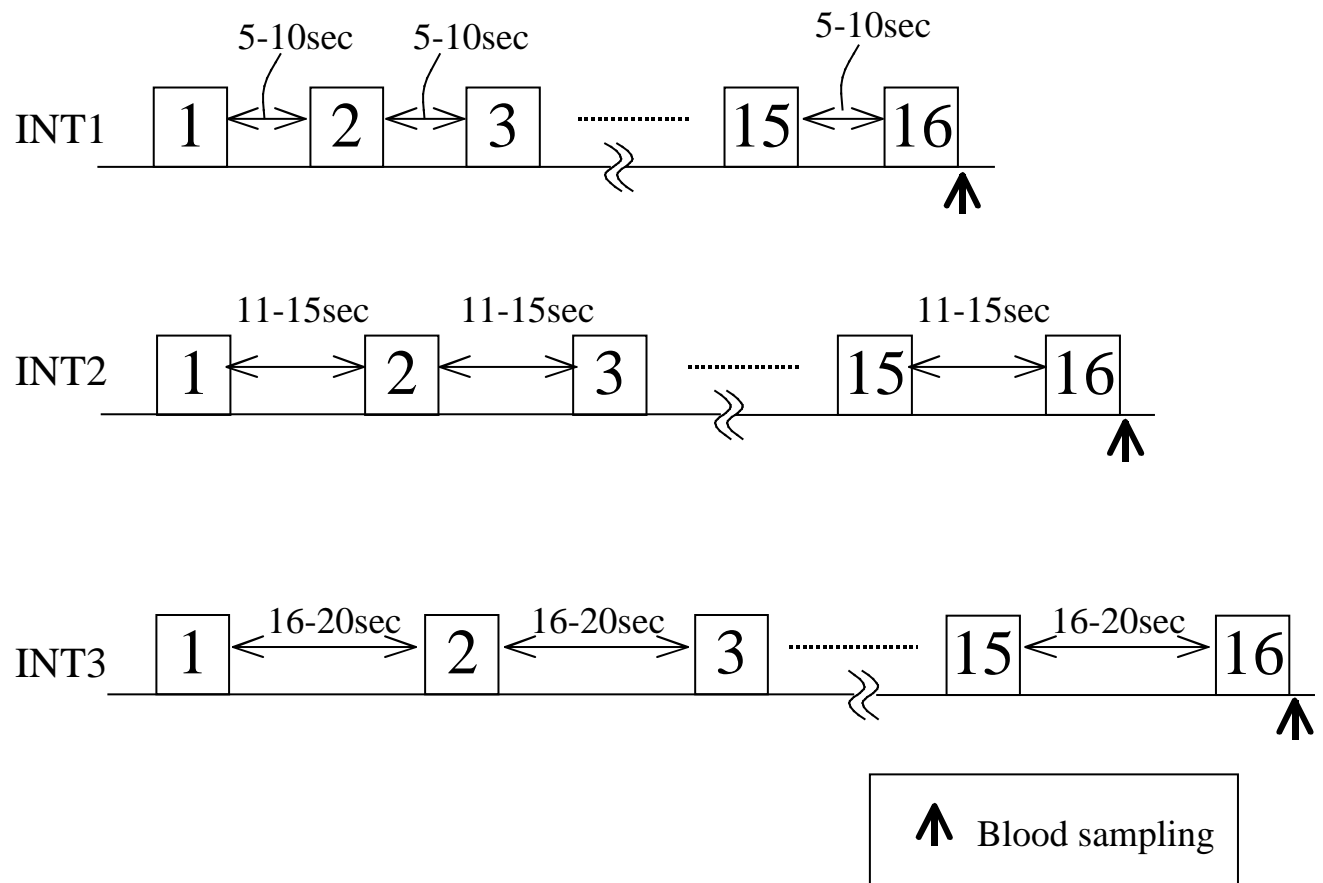 5-10sec 5-10sec 5-10sec
INT1 1 2 3 15 16
11-15sec 11-15sec 11-15sec
INT2 1 2 3 15 16
16-20sec 16-20sec 16-20sec
INT3 1 2 3 15 16
Blood sampling